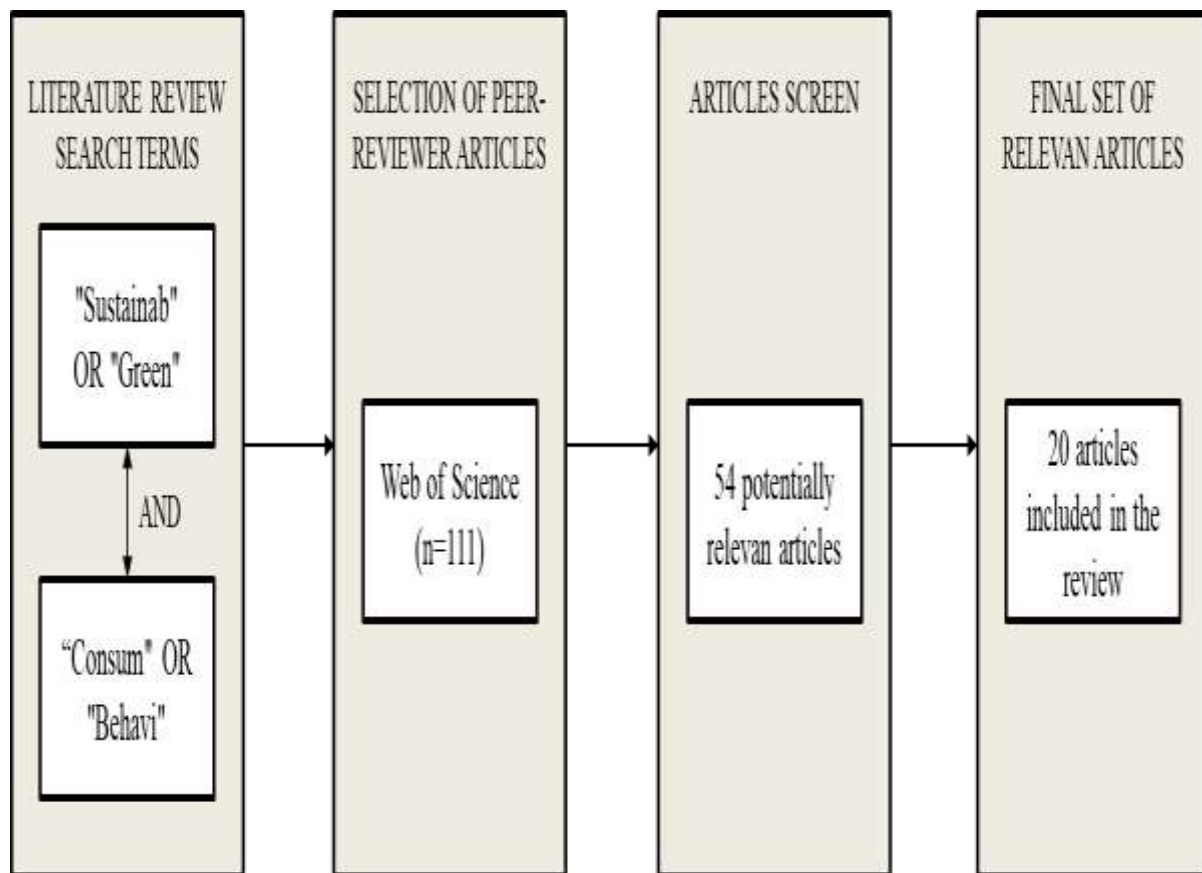 LITERATURE REVIEW
SEARCH TERMS
"Sustainab"
OR "Green"
AND
“Consum" OR
"Behavi"
SELECTION OF PEER-
REVIEWER ARTICLES
Web of Science
(n=111)
ARTICLES SCREEN
54 potentially
relevan articles
FINAL SET OF
RELEVAN ARTICLES
20 articles
included in the
review